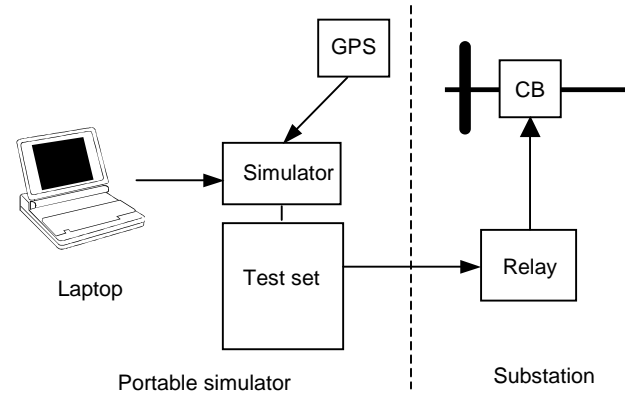 GPS
CB
Simulator
Test set
Relay
Laptop
Portable simulator
Substation